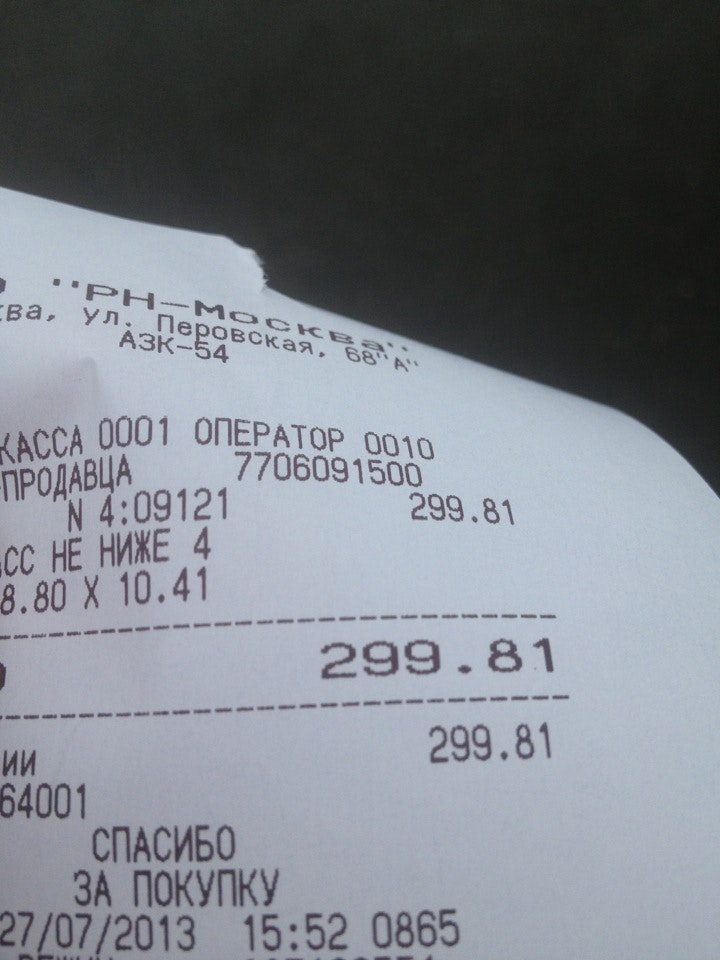 "РН-Москва"
ква, ул. Перовская, 68"А"
АЗК-54
КАССА 0001 ОПЕРАТОР 0010
ПРОДАВЦА 7706091500
N 4:09121 299.81
АСС НЕ НИЖЕ 4
8.80 X 10.41
299.81
299.81
ИИ
64001
СПАСИБО
ЗА ПОКУПКУ
27/07/2013 15:52 0865